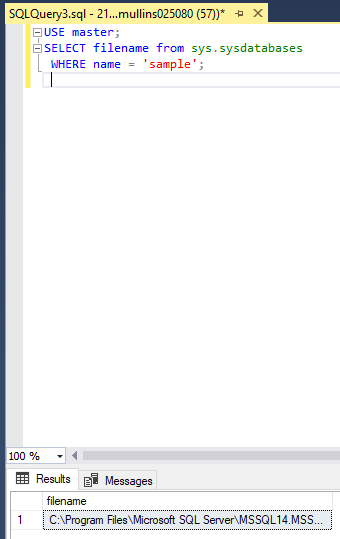 SQLQuery3.sql - 21...mullins025080 (57))*
USE master;
SELECT filename from sys.sysdatabases
WHERE name = 'sample';
100 %
Results
Messages
filename
1 C:\Program Files\Microsoft SQL Server\MSSQL14.MSS...